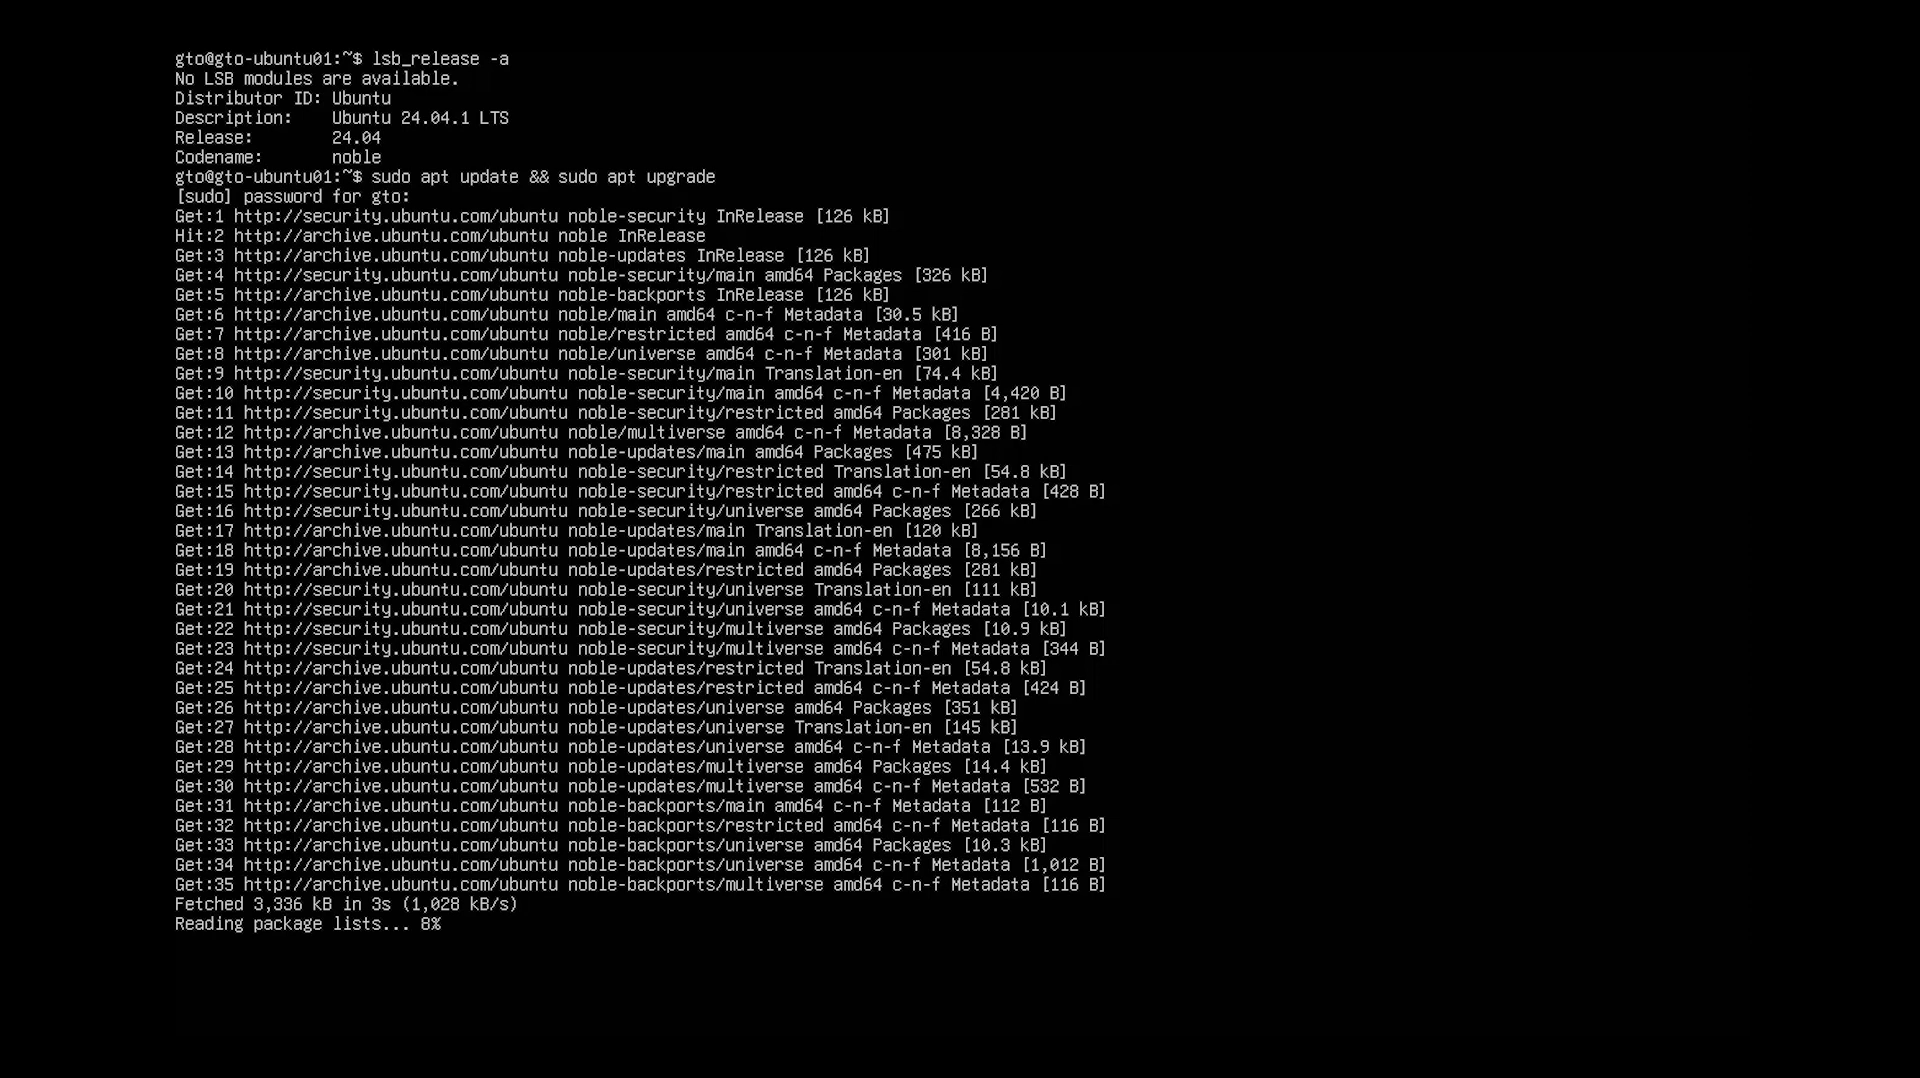 gto@gto-ubuntu01:~$ lsb_release -a
No LSB modules are available.
Distributor ID: Ubuntu
Description:    Ubuntu 24.04.1 LTS
Release:        24.04
Codename:       noble
gto@gto-ubuntu01:~$ sudo apt update && sudo apt upgrade
[sudo] password for gto:
Get:1 http://security.ubuntu.com/ubuntu noble-security InRelease [126 kB]
Hit:2 http://archive.ubuntu.com/ubuntu noble InRelease
Get:3 http://archive.ubuntu.com/ubuntu noble-updates InRelease [126 kB]
Get:4 http://security.ubuntu.com/ubuntu noble-security/main amd64 Packages [326 kB]
Get:5 http://archive.ubuntu.com/ubuntu noble-backports InRelease [126 kB]
Get:6 http://archive.ubuntu.com/ubuntu noble/main amd64 c-n-f Metadata [30.5 kB]
Get:7 http://archive.ubuntu.com/ubuntu noble/restricted amd64 c-n-f Metadata [416 B]
Get:8 http://archive.ubuntu.com/ubuntu noble/universe amd64 c-n-f Metadata [301 kB]
Get:9 http://security.ubuntu.com/ubuntu noble-security/main Translation-en [74.4 kB]
Get:10 http://security.ubuntu.com/ubuntu noble-security/main amd64 c-n-f Metadata [4,420 B]
Get:11 http://security.ubuntu.com/ubuntu noble-security/restricted amd64 Packages [281 kB]
Get:12 http://archive.ubuntu.com/ubuntu noble/multiverse amd64 c-n-f Metadata [8,328 B]
Get:13 http://archive.ubuntu.com/ubuntu noble-updates/main amd64 Packages [475 kB]
Get:14 http://security.ubuntu.com/ubuntu noble-security/restricted Translation-en [54.8 kB]
Get:15 http://security.ubuntu.com/ubuntu noble-security/restricted amd64 c-n-f Metadata [428 B]
Get:16 http://security.ubuntu.com/ubuntu noble-security/universe amd64 Packages [266 kB]
Get:17 http://archive.ubuntu.com/ubuntu noble-updates/main Translation-en [120 kB]
Get:18 http://archive.ubuntu.com/ubuntu noble-updates/main amd64 c-n-f Metadata [8,156 B]
Get:19 http://archive.ubuntu.com/ubuntu noble-updates/restricted amd64 Packages [281 kB]
Get:20 http://security.ubuntu.com/ubuntu noble-security/universe Translation-en [111 kB]
Get:21 http://security.ubuntu.com/ubuntu noble-security/universe amd64 c-n-f Metadata [10.1 kB]
Get:22 http://security.ubuntu.com/ubuntu noble-security/multiverse amd64 Packages [10.9 kB]
Get:23 http://security.ubuntu.com/ubuntu noble-security/multiverse amd64 c-n-f Metadata [344 B]
Get:24 http://archive.ubuntu.com/ubuntu noble-updates/restricted Translation-en [54.8 kB]
Get:25 http://archive.ubuntu.com/ubuntu noble-updates/restricted amd64 c-n-f Metadata [424 B]
Get:26 http://archive.ubuntu.com/ubuntu noble-updates/universe amd64 Packages [351 kB]
Get:27 http://archive.ubuntu.com/ubuntu noble-updates/universe Translation-en [145 kB]
Get:28 http://archive.ubuntu.com/ubuntu noble-updates/universe amd64 c-n-f Metadata [13.9 kB]
Get:29 http://archive.ubuntu.com/ubuntu noble-updates/multiverse amd64 Packages [14.4 kB]
Get:30 http://archive.ubuntu.com/ubuntu noble-updates/multiverse amd64 c-n-f Metadata [532 B]
Get:31 http://archive.ubuntu.com/ubuntu noble-backports/main amd64 c-n-f Metadata [112 B]
Get:32 http://archive.ubuntu.com/ubuntu noble-backports/restricted amd64 c-n-f Metadata [116 B]
Get:33 http://archive.ubuntu.com/ubuntu noble-backports/universe amd64 Packages [10.3 kB]
Get:34 http://archive.ubuntu.com/ubuntu noble-backports/universe amd64 c-n-f Metadata [1,012 B]
Get:35 http://archive.ubuntu.com/ubuntu noble-backports/multiverse amd64 c-n-f Metadata [116 B]
Fetched 3,336 kB in 3s (1,028 kB/s)
Reading package lists... 8%